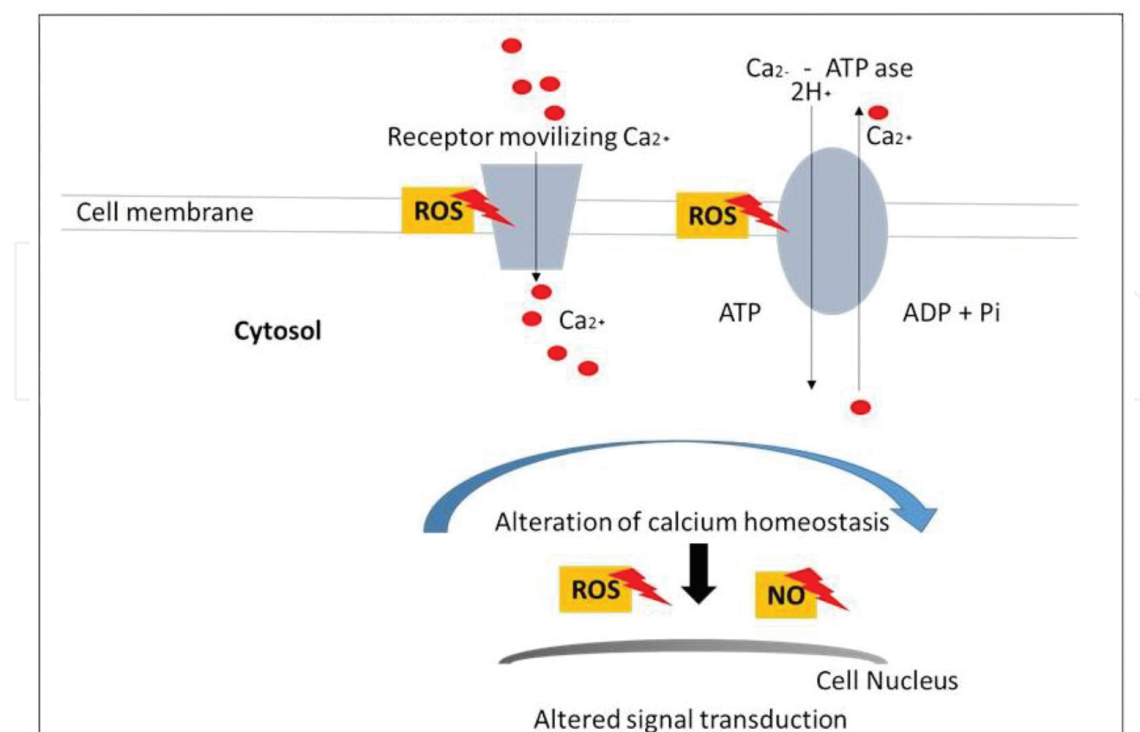 Ca2- - ATP ase
2H+
Receptor movilizing Ca2+
Ca2+
Cell membrane
ROS
ROS
ATP
ADP + Pi
Cytosol
Ca2+
Alteration of calcium homeostasis
ROS
NO
Cell Nucleus
Altered signal transduction